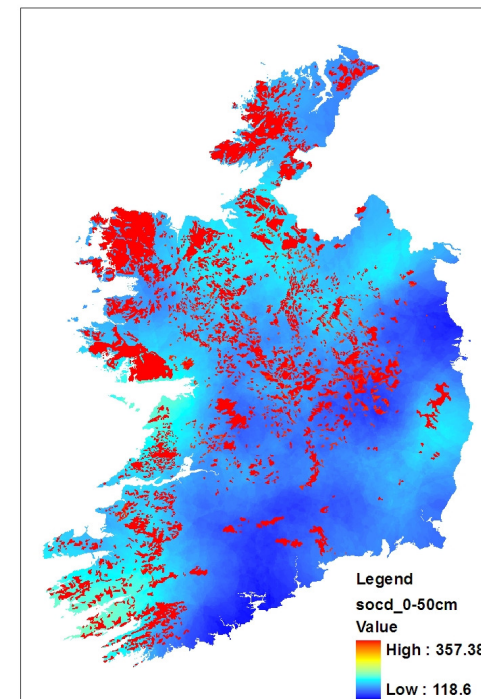 Legend
socd_0-50cm
Value
High : 357.38
Low : 118.6